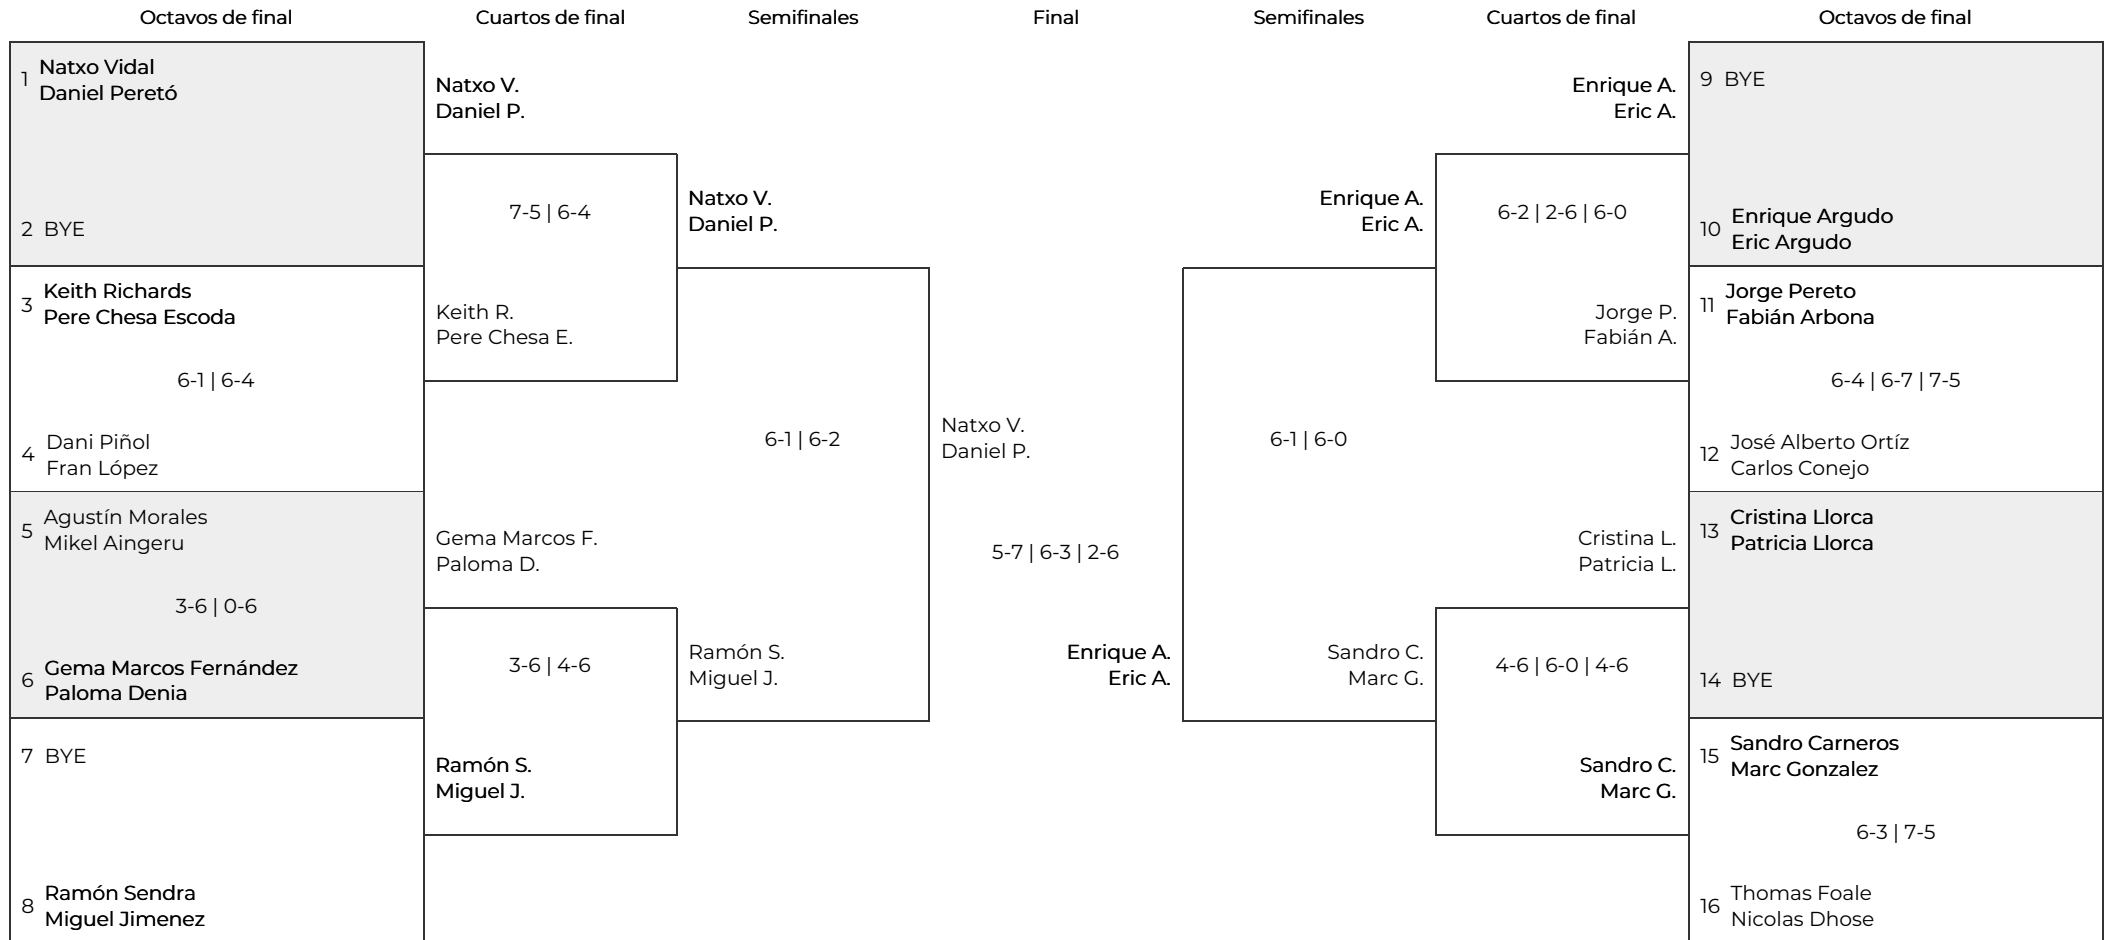 Octavos de final
Cuartos de final
Semifinales
Final
Semifinales
Cuartos de final
Octavos de final
1
Natxo Vidal
Daniel Peretó
2 BYE
3
Keith Richards
Pere Chesa Escoda
6-1 | 6-4
4
Dani Piñol
Fran López
5
Agustín Morales
Mikel Aingeru
3-6 | 0-6
6
Gema Marcos Fernández
Paloma Denia
7 BYE
8
Ramón Sendra
Miguel Jimenez
Natxo V.
Daniel P.
7-5 | 6-4
Keith R.
Pere Chesa E.
Gema Marcos F.
Paloma D.
3-6 | 4-6
Ramón S.
Miguel J.
Natxo V.
Daniel P.
6-1 | 6-2
Ramón S.
Miguel J.
Natxo V.
Daniel P.
5-7 | 6-3 | 2-6
Enrique A.
Eric A.
Enrique A.
Eric A.
6-1 | 6-0
Sandro C.
Marc G.
Enrique A.
Eric A.
6-2 | 2-6 | 6-0
Jorge P.
Fabián A.
Cristina L.
Patricia L.
4-6 | 6-0 | 4-6
Sandro C.
Marc G.
9 BYE
10
Enrique Argudo
Eric Argudo
11
Jorge Pereto
Fabián Arbona
6-4 | 6-7 | 7-5
12
José Alberto Ortíz
Carlos Conejo
13
Cristina Llorca
Patricia Llorca
14 BYE
15
Sandro Carneros
Marc Gonzalez
6-3 | 7-5
16
Thomas Foale
Nicolas Dhose